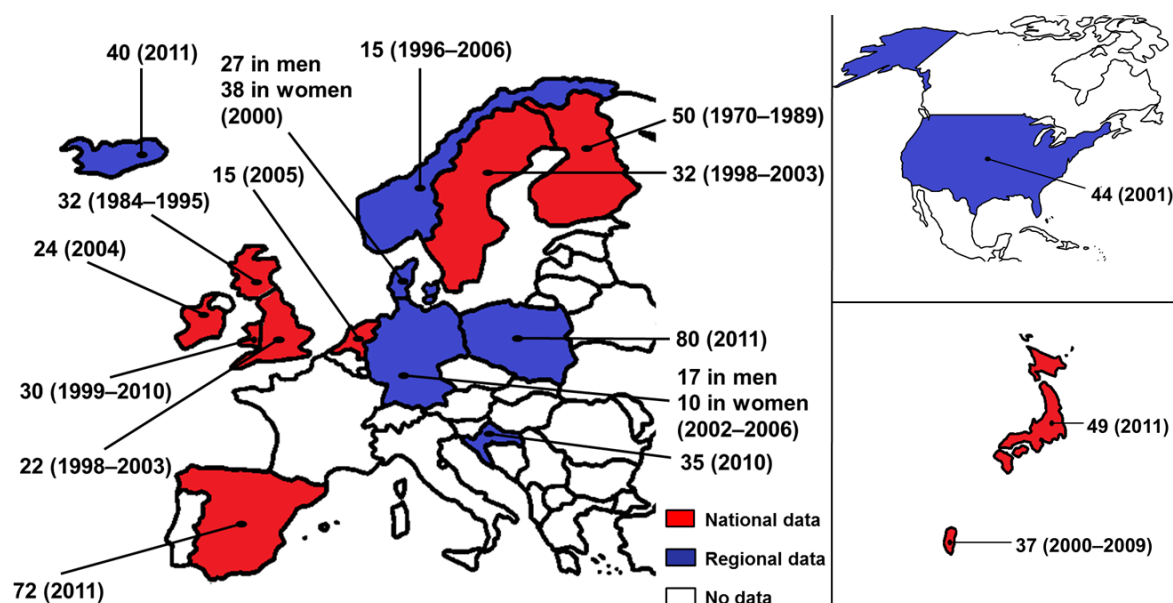 40 (2011)
27 in men
38 in women
(2000)
15 (1996–2006)
50 (1970–1989)
15 (2005)
32 (1998–2003)
32 (1984–1995)
24 (2004)
80 (2011)
30 (1999–2010)
17 in men
10 in women
(2002–2006)
22 (1998–2003)
35 (2010)
72 (2011)
National data
Regional data
No data
44 (2001)
49 (2011)
37 (2000–2009)